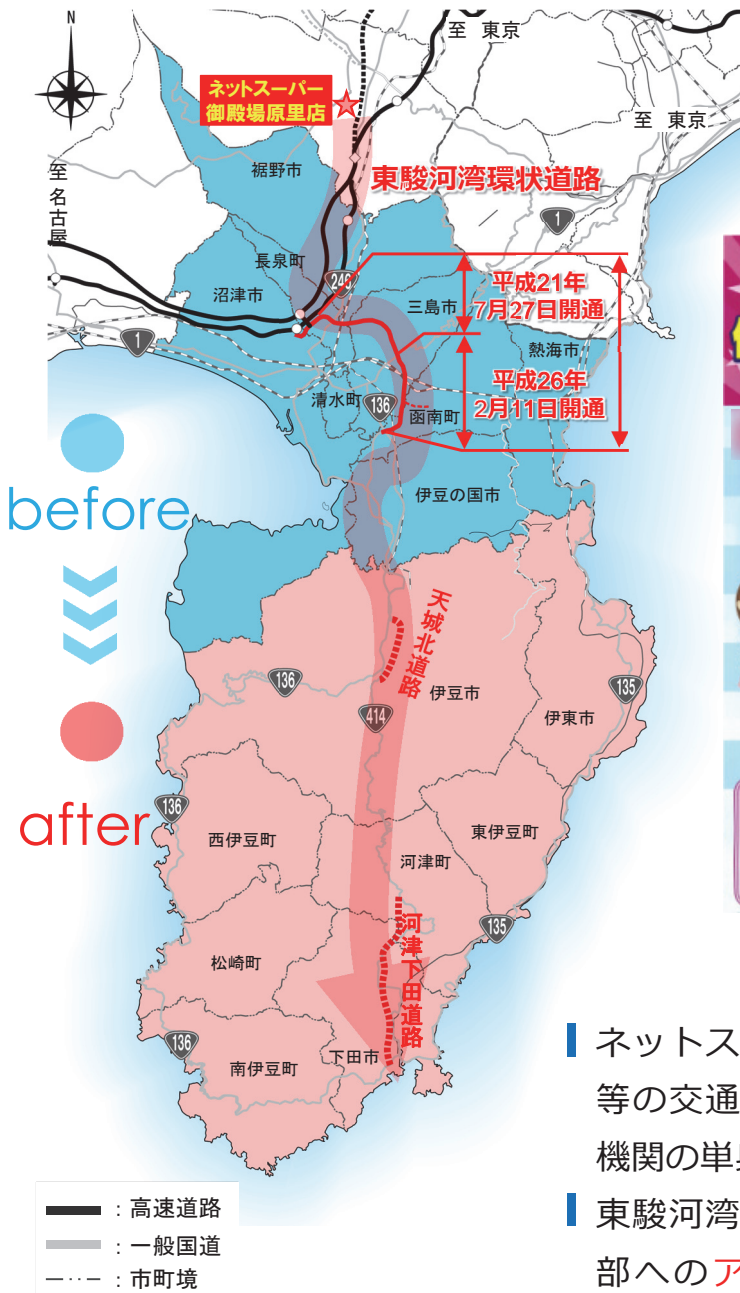 N
至 東京
ネットスーパー
御殿場原里店
至 東京
裾野市
東駿河湾環状道路
至名古屋
1
長泉町
246
平成21年
7月27日開通
沼津市
三島市
1
熱海市
平成26年
2月11日開通
清水町
136
函南町
伊豆の国市
before
天城北道路
136
伊豆市
135
414
伊東市
136
after
西伊豆町
東伊豆町
河津町
135
河津下田道路
松崎町
136
南伊豆町
下田市
ネットス
等の交通
機関の単
東駿河湾
部へのア
：高速道路
：一般国道
：市町境